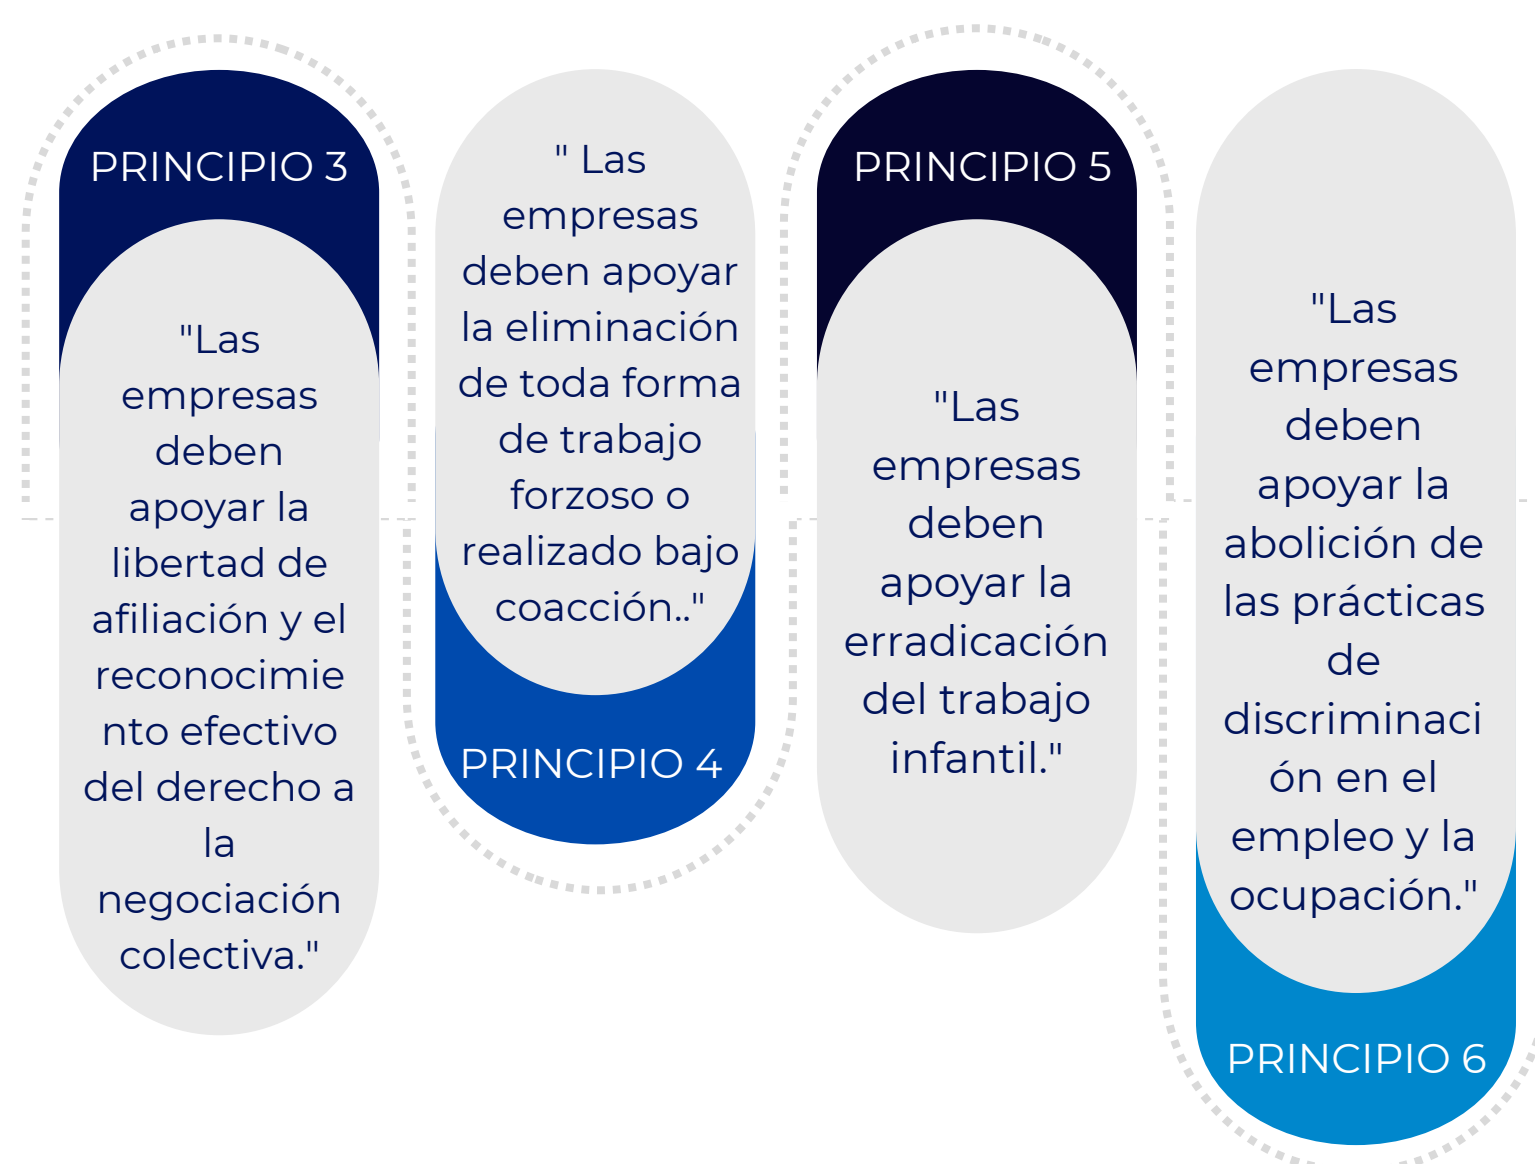 PRINCIPIO 3
"Las
empresas
deben
apoyar la
libertad de
afiliación y el
reconocimie
nto efectivo
del derecho a
la
negociación
colectiva."
" Las
empresas
deben apoyar
la eliminación
de toda forma
de trabajo
forzoso o
realizado bajo
coacción.."
PRINCIPIO 4
PRINCIPIO 5
"Las
empresas
deben
apoyar la
erradicación
del trabajo
infantil."
"Las
empresas
deben
apoyar la
abolición de
las prácticas
de
discriminaci
ón en el
empleo y la
ocupación."
PRINCIPIO 6